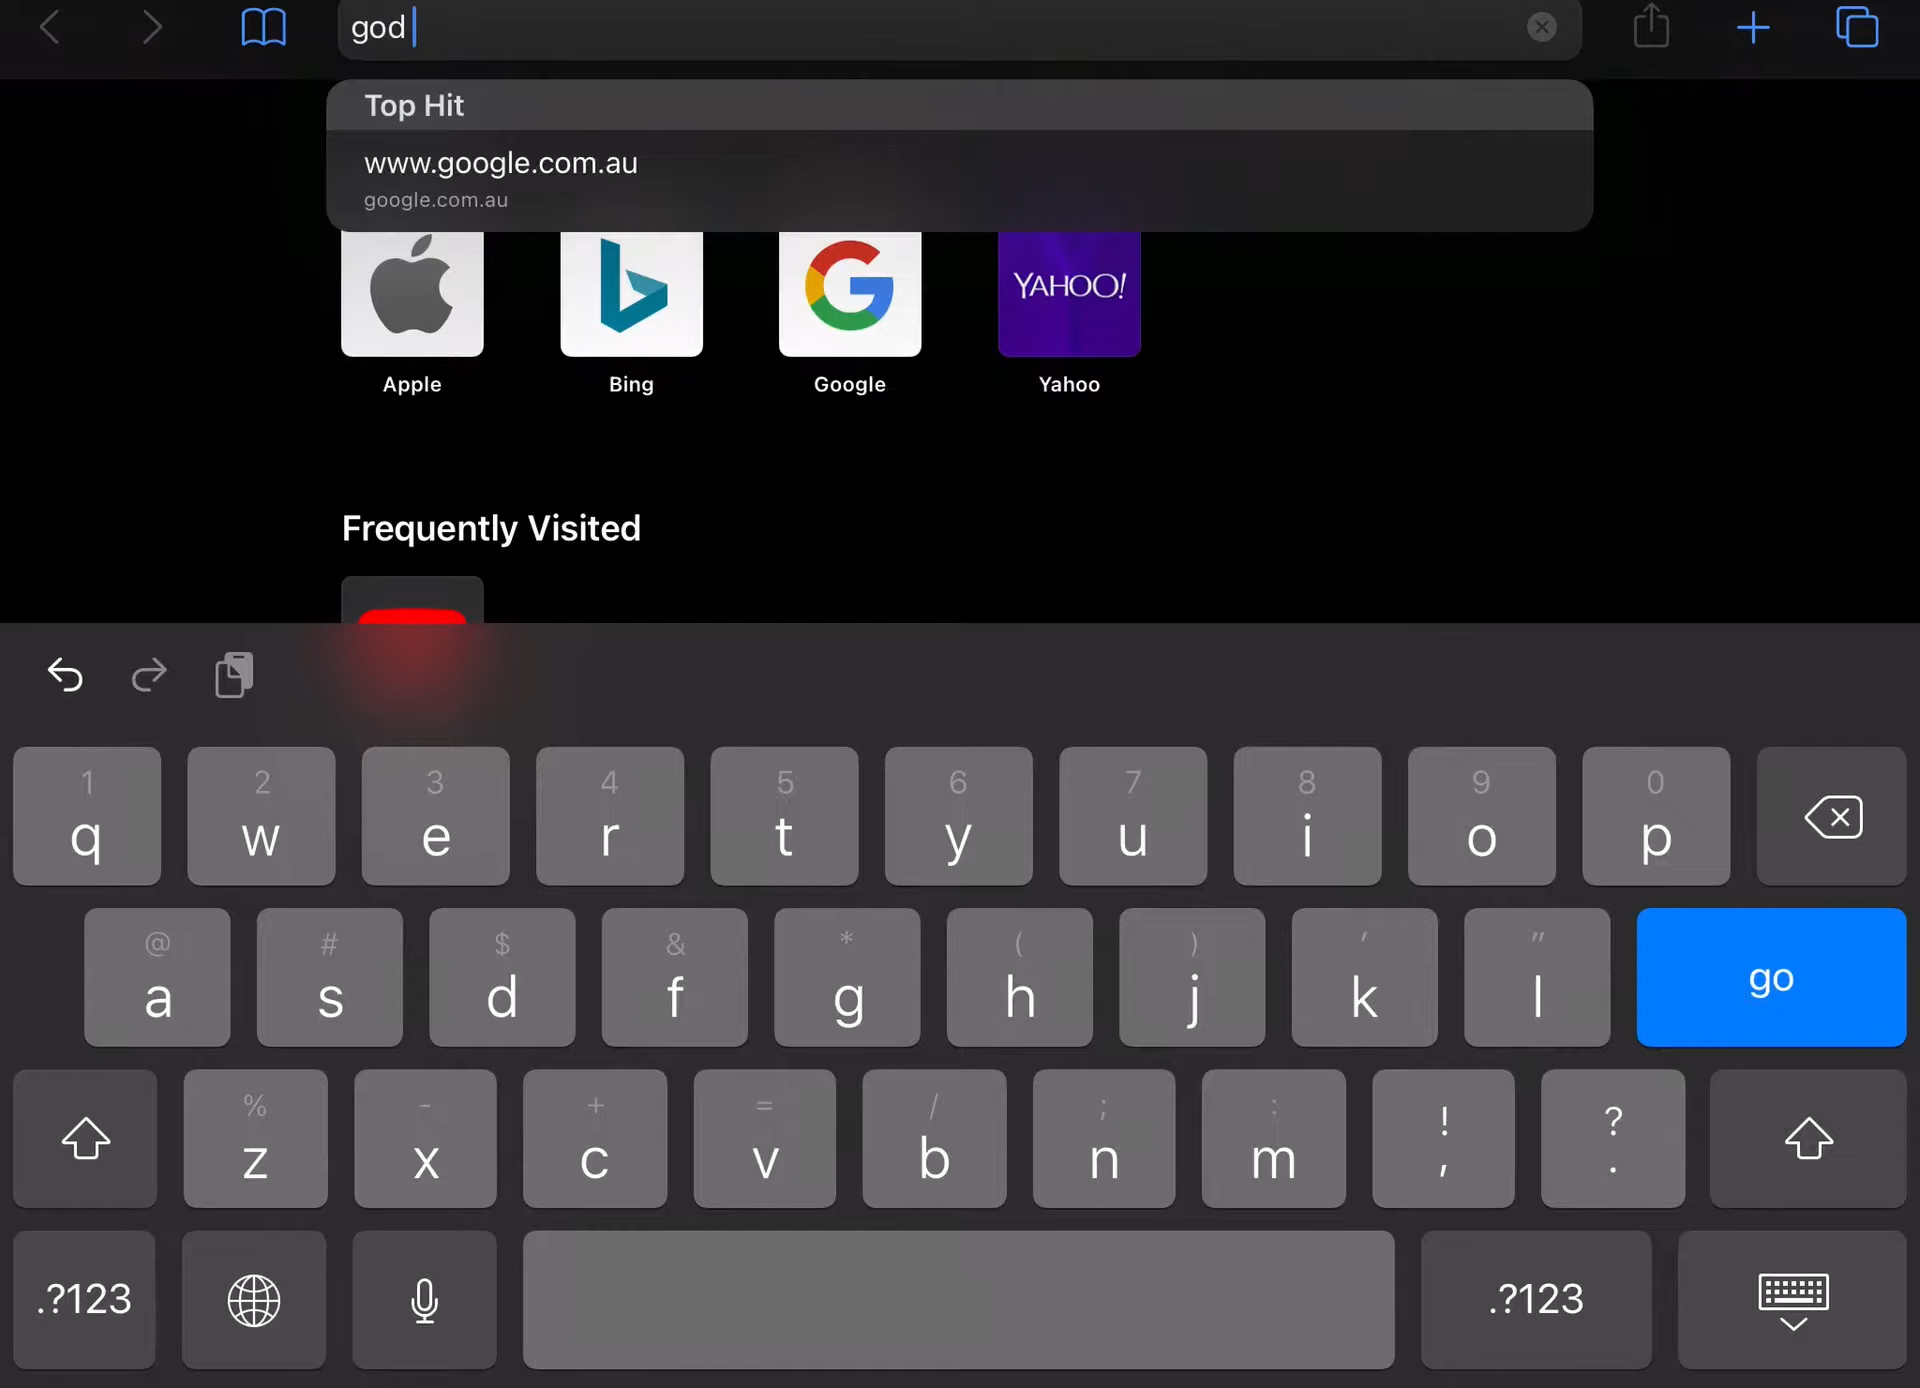 god
Top Hit
www.google.com.au
google.com.au
YAHOO!
Apple Bing Google Yahoo
Frequently Visited
1 2 3 4 5 6 7 8 9 0
q w e r t y u i o p
@ # $ & * ( ) ' "
a s d f g h j k l go
% - + = / ; : ! ?
z x c v b n m , .
.?123 .?123